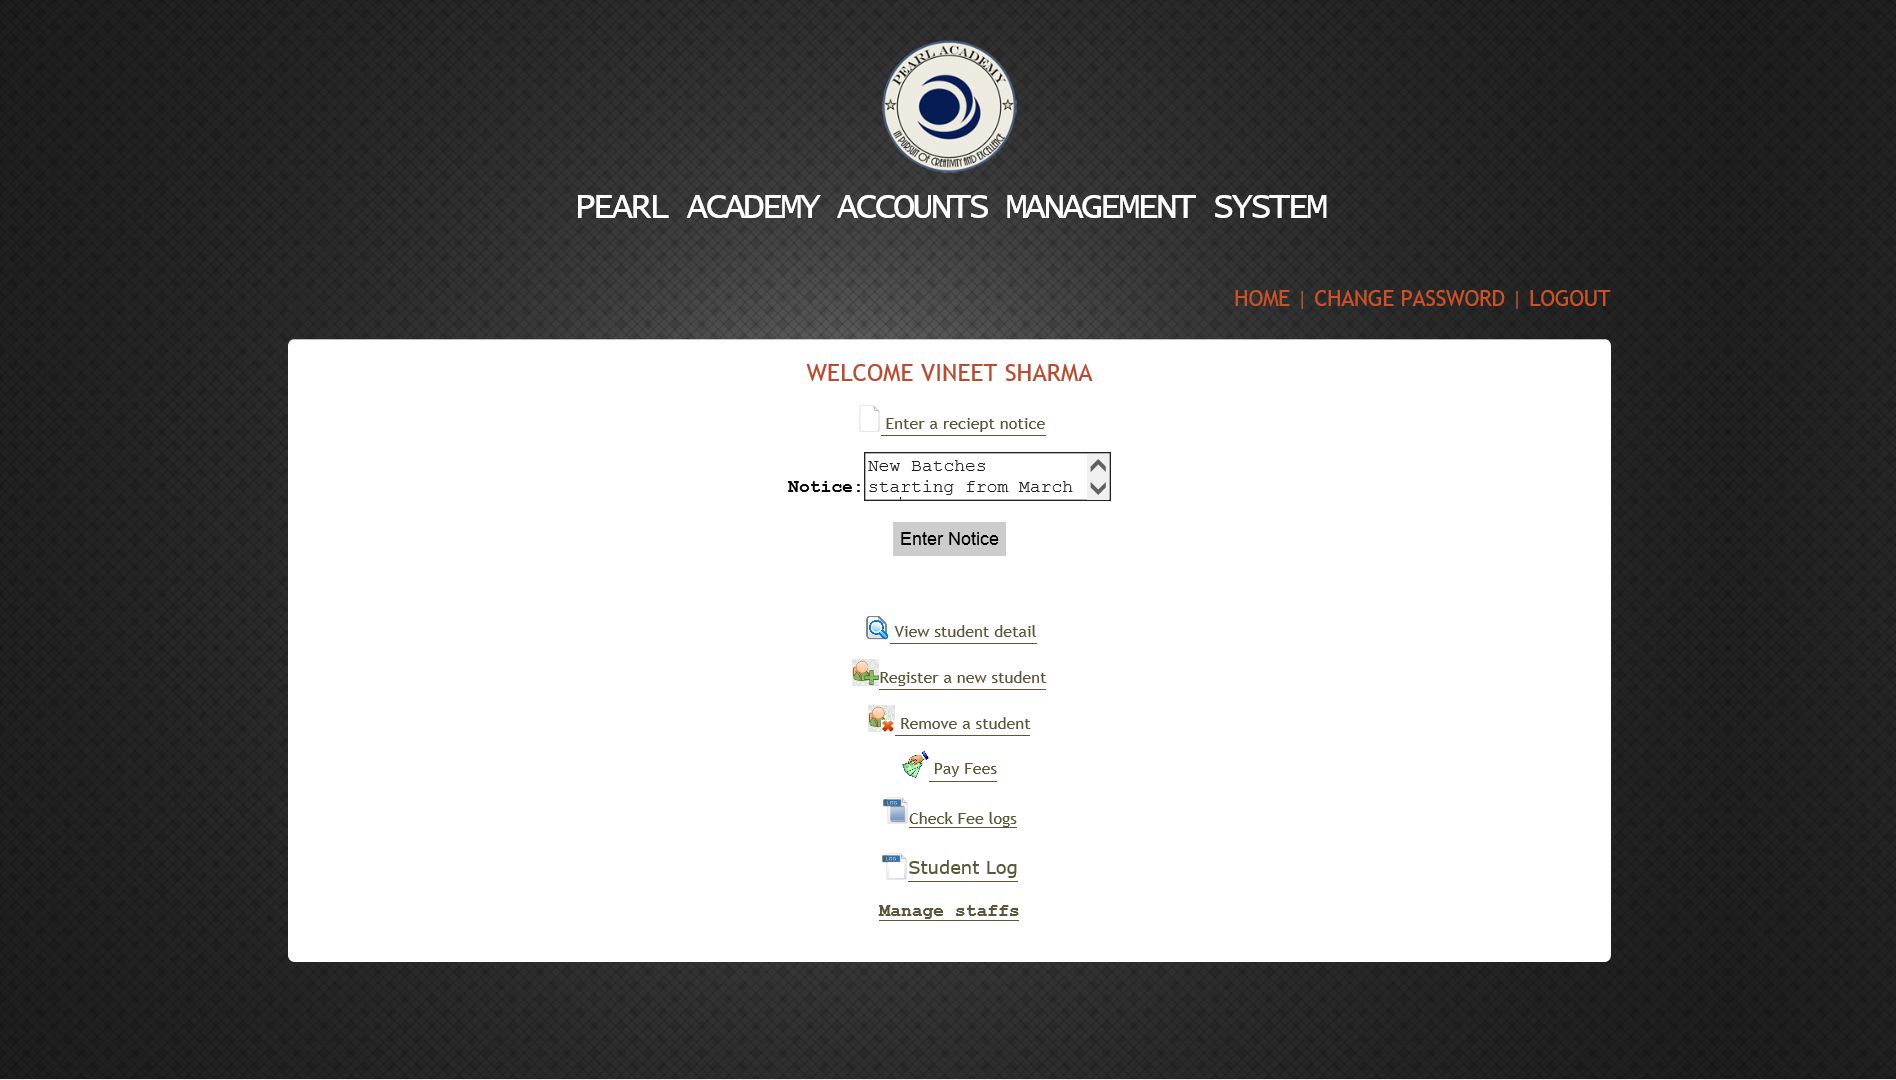 PEARL ACADEMY
IN PURSUIT OF CREATIVITY AND EXCELLENCE
PEARL ACADEMY ACCOUNTS MANAGEMENT SYSTEM
HOME | CHANGE PASSWORD | LOGOUT
WELCOME VINEET SHARMA
Enter a reciept notice
New Batches
Notice: starting from March
Enter Notice
View student detail
Register a new student
Remove a student
Pay Fees
LOG Check Fee logs
LOG Student Log
Manage staffs